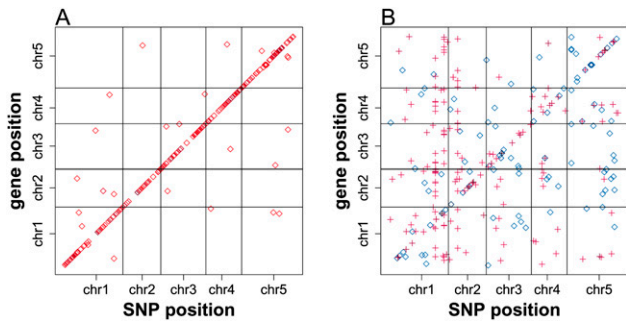 A
B
chr5
chr4
chr3
chr2
chr1
gene position
chr1 chr2 chr3 chr4 chr5
SNP position
chr5
chr4
chr3
chr2
chr1
gene position
chr1 chr2 chr3 chr4 chr5
SNP position